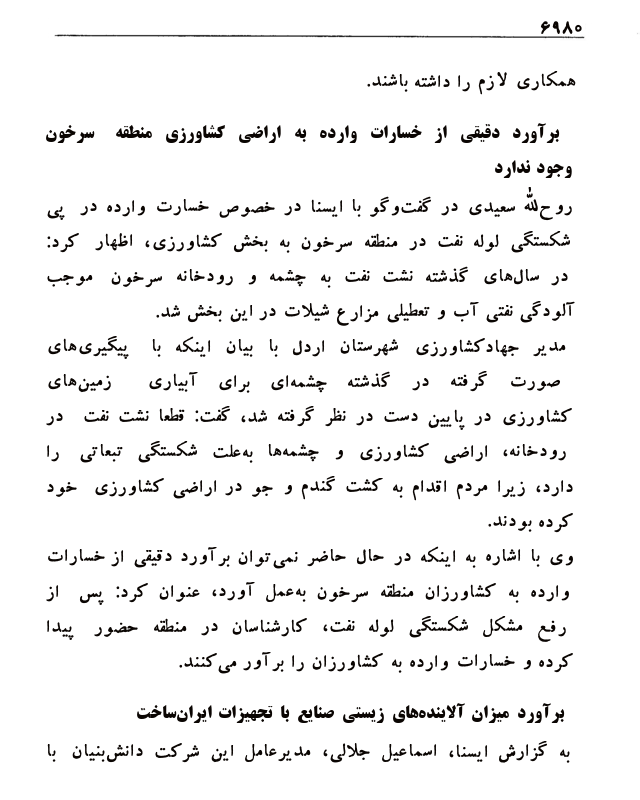 ۶۹۸۰
همکاری لازم را داشته باشند.
برآورد دقیقی از خسارات وارده به اراضی کشاورزی منطقه سرخون
وجود ندارد
روح‌الله سعیدی در گفت‌وگو با ایسنا در خصوص خسارت وارده در پی
شکستگی لوله نفت در منطقه سرخون به بخش کشاورزی، اظهار کرد:
در سال‌های گذشته نشت نفت به چشمه و رودخانه سرخون موجب
آلودگی نفتی آب و تعطیلی مزارع شیلات در این بخش شد.
مدیر جهادکشاورزی شهرستان اردل با بیان اینکه با پیگیری‌های
صورت گرفته در گذشته چشمه‌ای برای آبیاری زمین‌های
کشاورزی در پایین دست در نظر گرفته شد، گفت: قطعا نشت نفت در
رودخانه، اراضی کشاورزی و چشمه‌ها به‌علت شکستگی تبعاتی را
دارد، زیرا مردم اقدام به کشت گندم و جو در اراضی کشاورزی خود
کرده بودند.
وی با اشاره به اینکه در حال حاضر نمی‌توان برآورد دقیقی از خسارات
وارده به کشاورزان منطقه سرخون به‌عمل آورد، عنوان کرد: پس از
رفع مشکل شکستگی لوله نفت، کارشناسان در منطقه حضور پیدا
کرده و خسارات وارده به کشاورزان را برآور می‌کنند.
برآورد میزان آلاینده‌های زیستی صنایع با تجهیزات ایران‌ساخت
به گزارش ایسنا، اسماعیل جلالی، مدیرعامل این شرکت دانش‌بنیان با